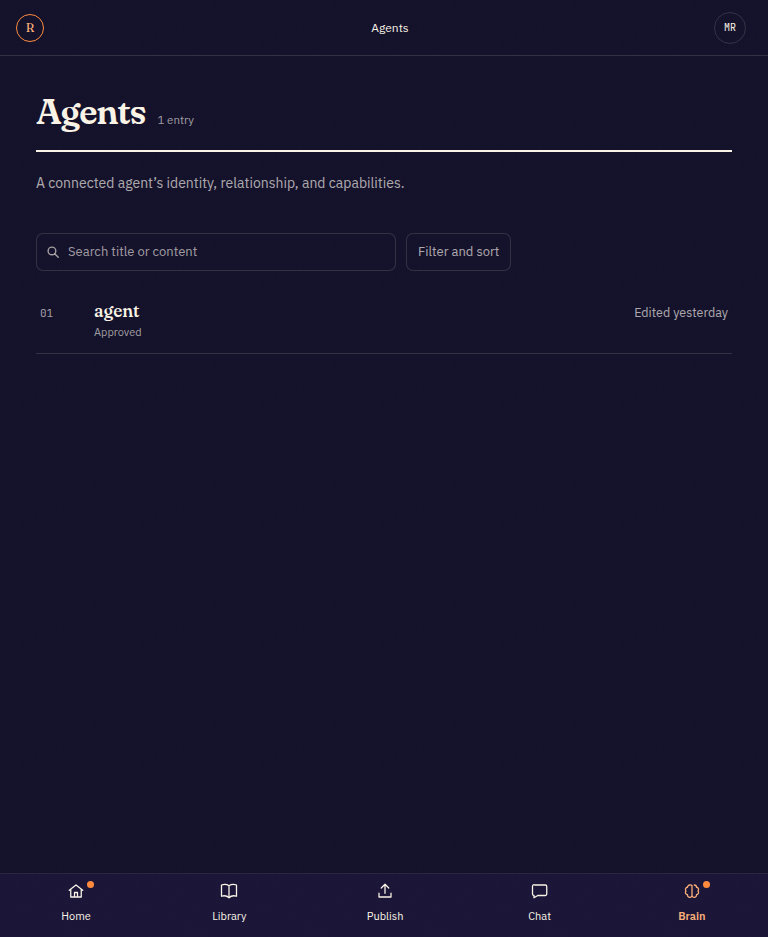 R
Agents
MR
Agents 1 entry
A connected agent’s identity, relationship, and capabilities.
Search title or content
Filter and sort
01 agent Edited yesterday
Approved
Home Library Publish Chat Brain